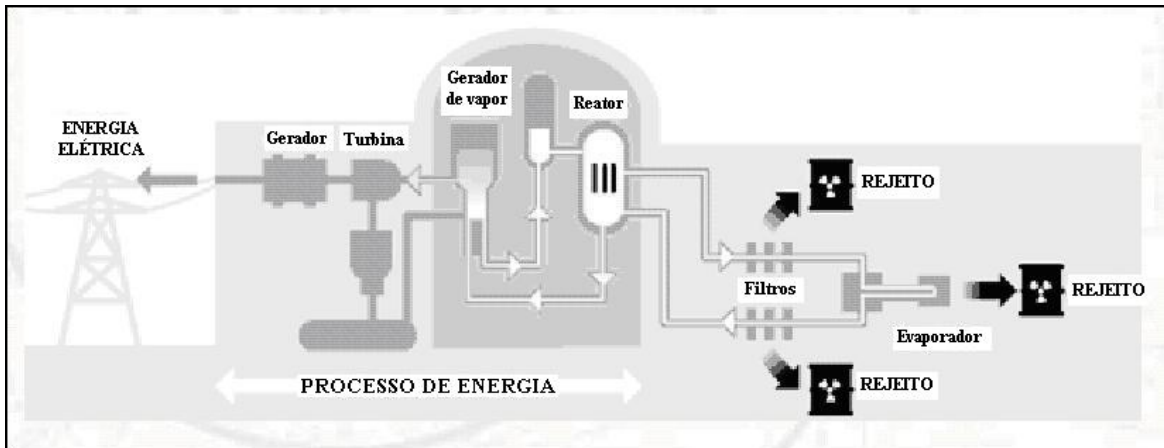 Gerador
de vapor
Reator
ENERGIA
ELÉTRICA
Gerador
Turbina
REJEITO
Filtros
REJEITO
Evaporador
REJEITO
PROCESSO DE ENERGIA